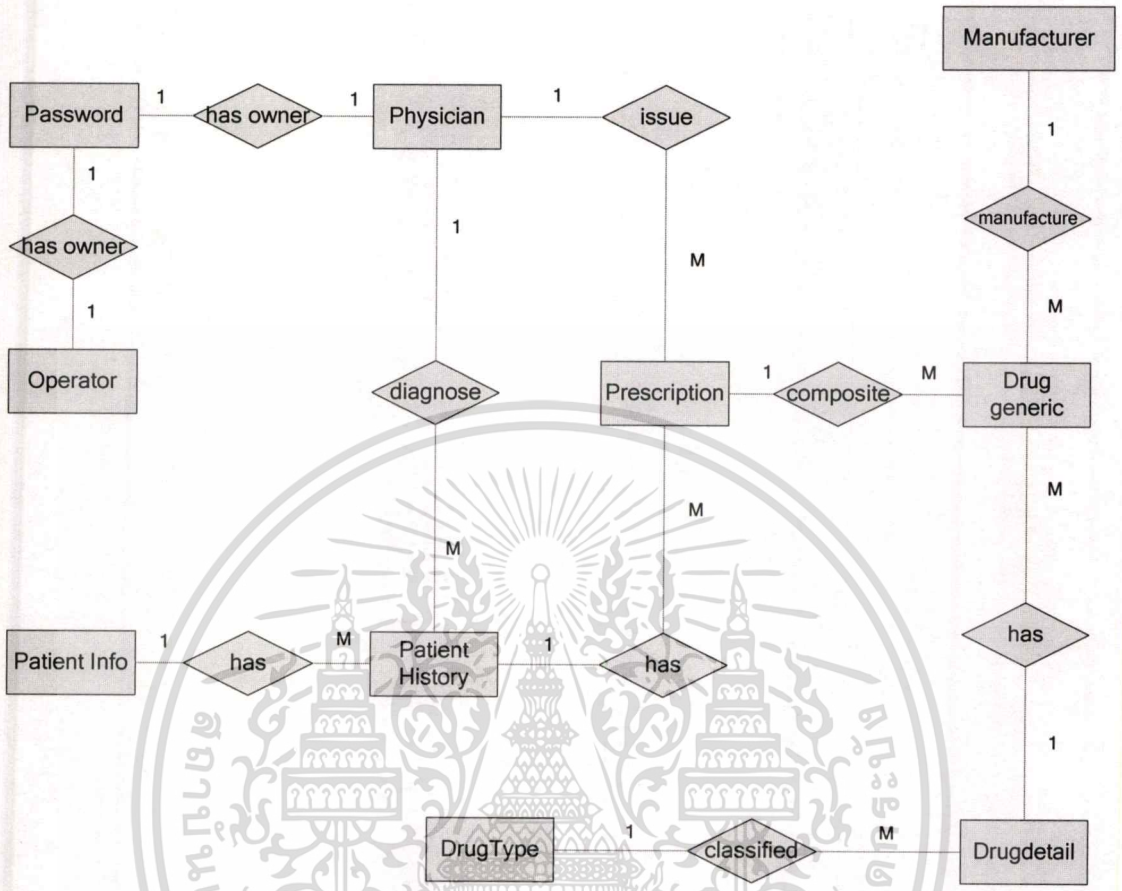 Manufacturer
1
manufacture
M
Password
1
has owner
1
Physician
1
issue
1
has owner
1
Operator
1
diagnose
M
M
Prescription
1
composite
M
Drug
generic
M
M
Patient Info
1
has
M
Patient
History
1
has
has
1
DrugType
1
classified
M
Drugdetail